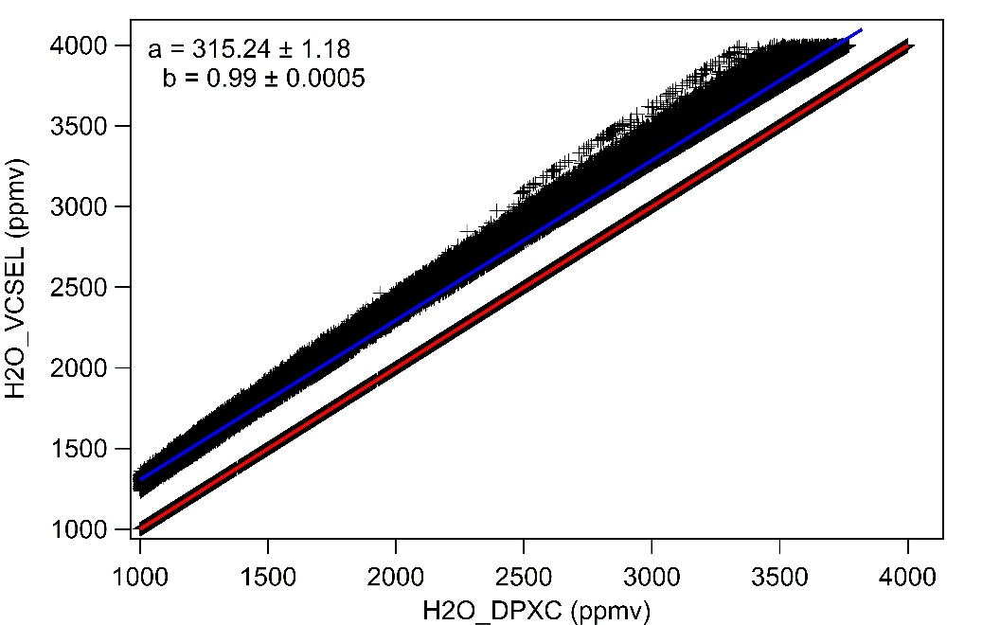 a = 315.24 ± 1.18
b = 0.99 ± 0.0005
4000
3500
3000
2500
2000
1500
1000
H2O_VCSEL (ppmv)
1000 1500 2000 2500 3000 3500 4000
H2O_DPXC (ppmv)